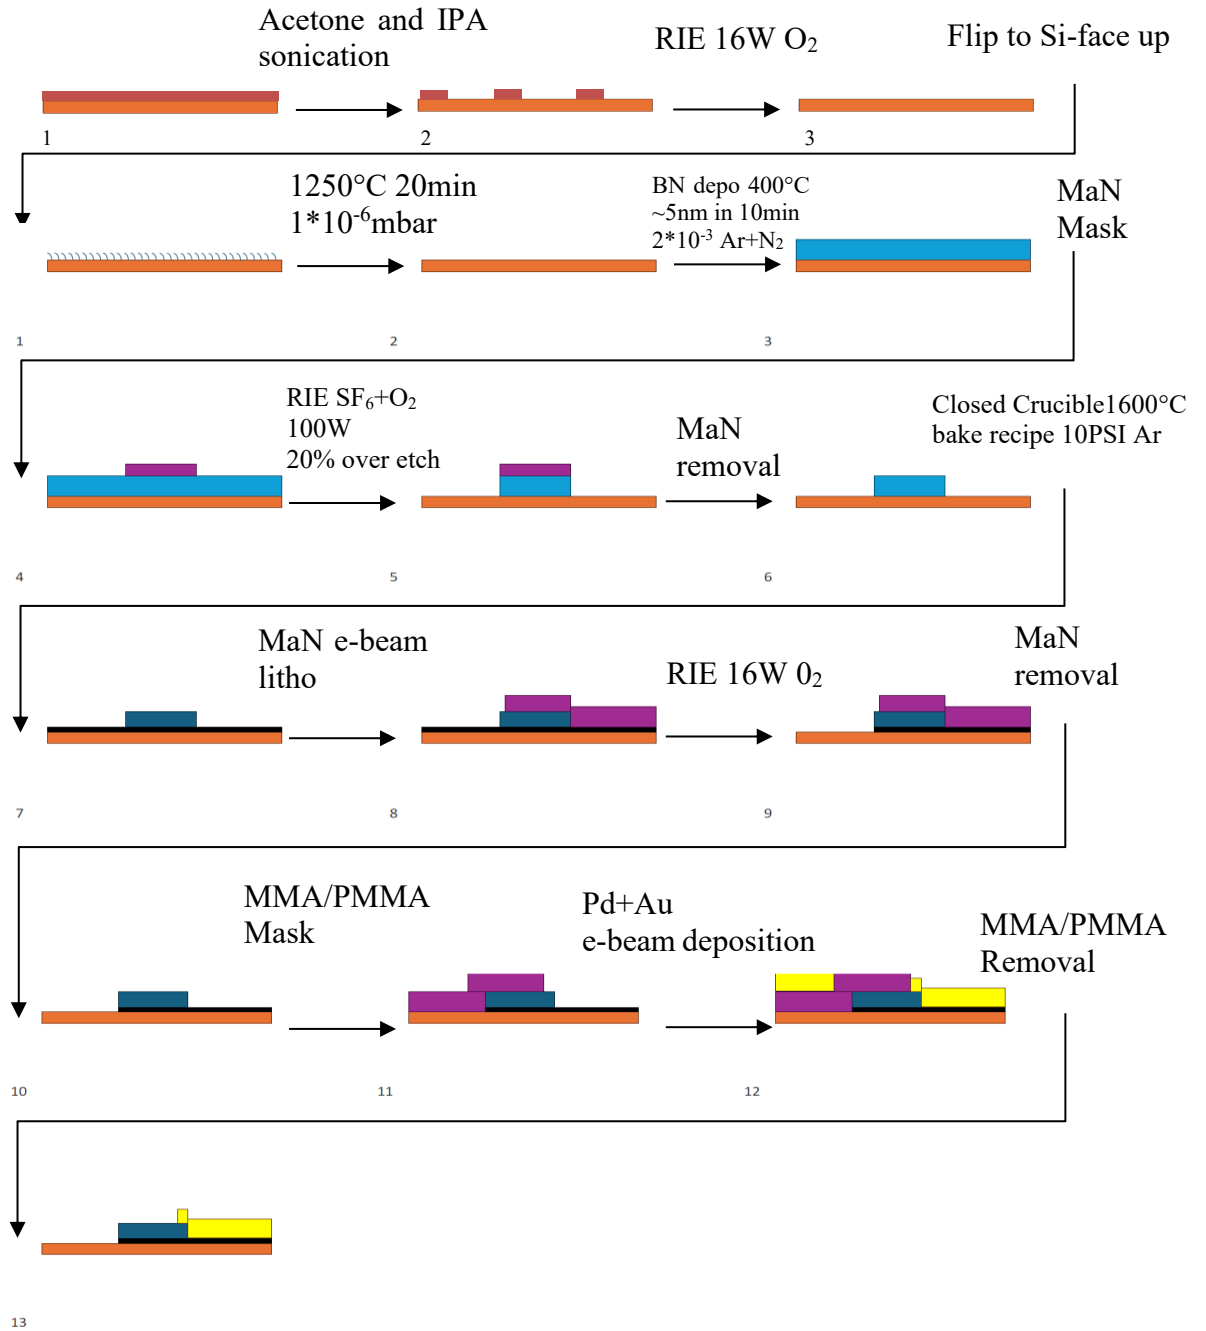 Acetone and IPA
sonication
RIE 16W O₂
Flip to Si-face up
1
2
3
1250°C 20min
1*10⁻⁶mbar
BN depo 400°C
~5nm in 10min
2*10⁻³ Ar+N₂
MaN
Mask
1
2
3
RIE SF₆+O₂
100W
20% over etch
MaN
removal
Closed Crucible1600°C
bake recipe 10PSI Ar
4
5
6
MaN e-beam
litho
RIE 16W 0₂
MaN
removal
7
8
9
MMA/PMMA
Mask
Pd+Au
e-beam deposition
MMA/PMMA
Removal
10
11
12
13